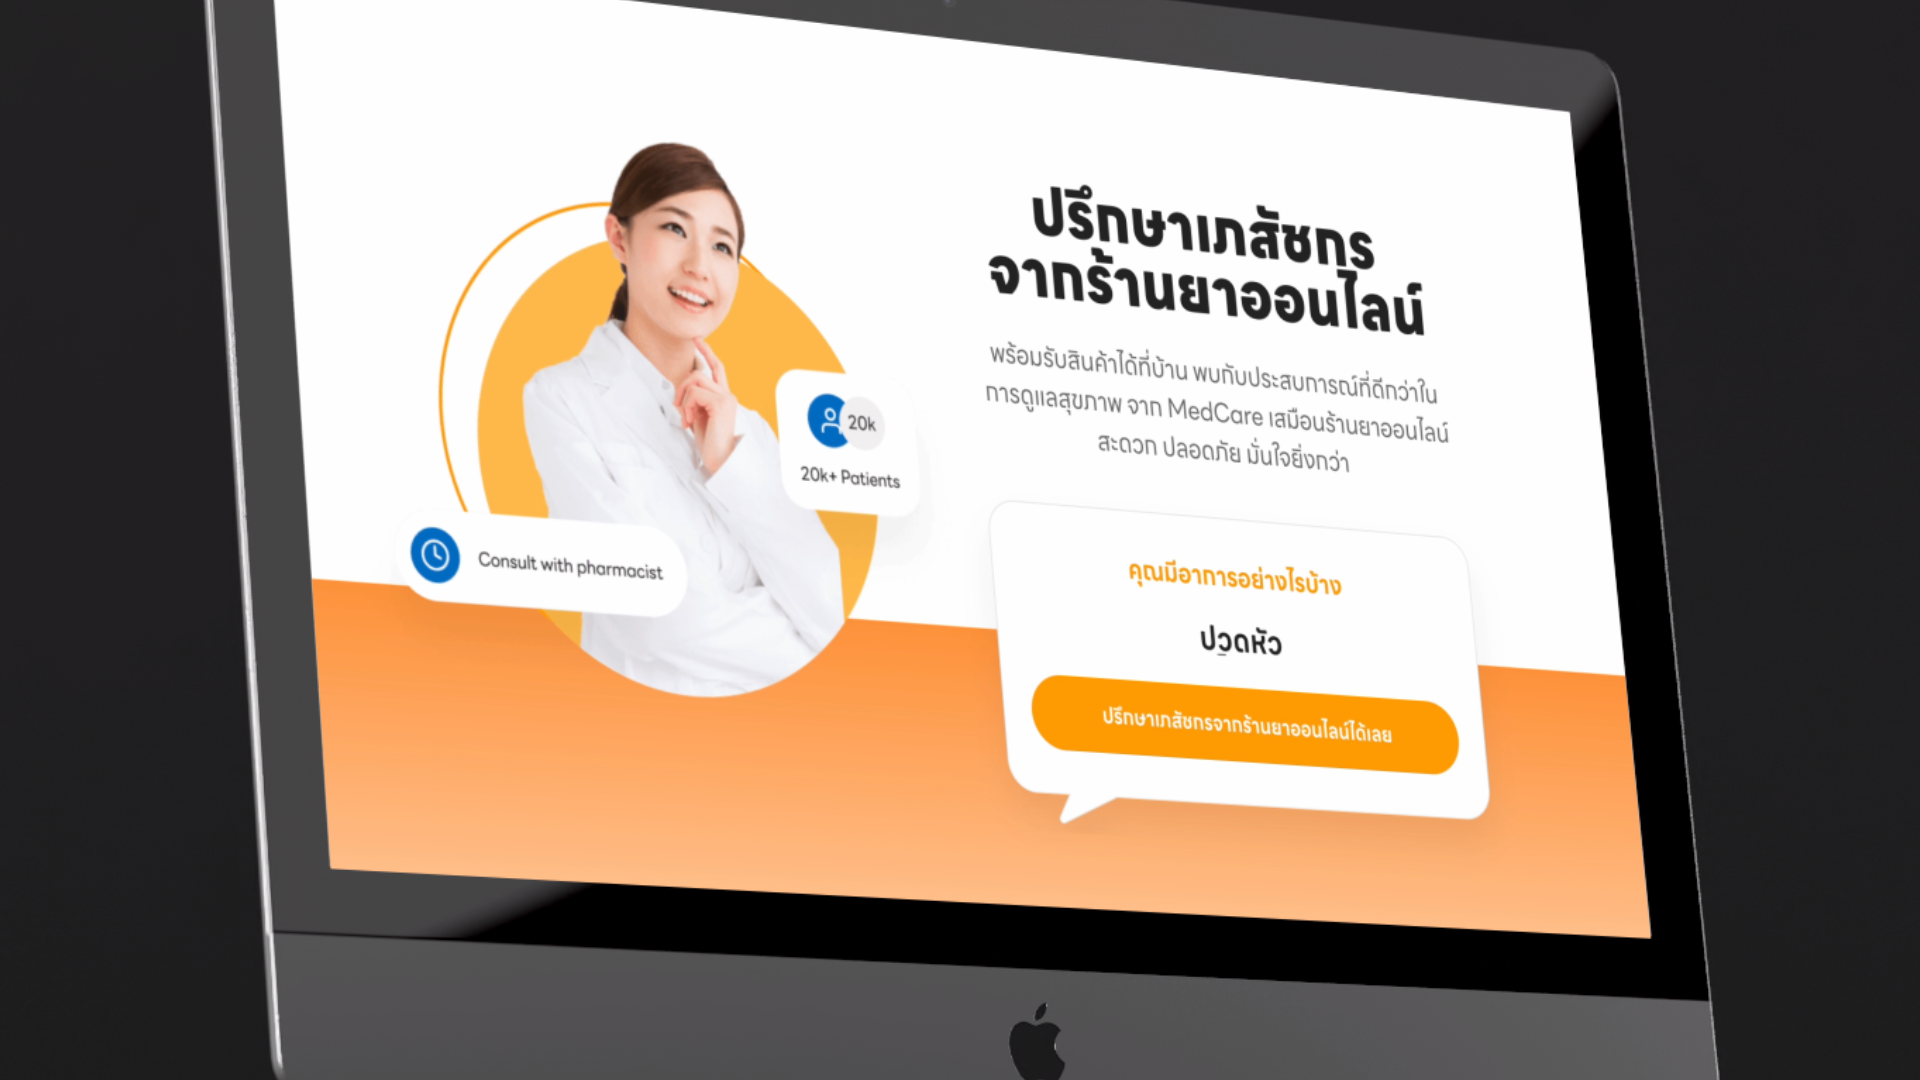 ปรึกษาเภสัชกร
จากร้านยาออนไลน์
พร้อมรับสินค้าได้ที่บ้าน พบกับประสบการณ์ที่ดีกว่าใน
การดูแลสุขภาพ จาก MedCare เสมือนร้านยาออนไลน์
สะดวก ปลอดภัย มั่นใจยิ่งกว่า
20k
20k+ Patients
Consult with pharmacist
คุณมีอาการอย่างไรบ้าง
ปวดหัว
ปรึกษาเภสัชกรจากร้านยาออนไลน์ได้เลย